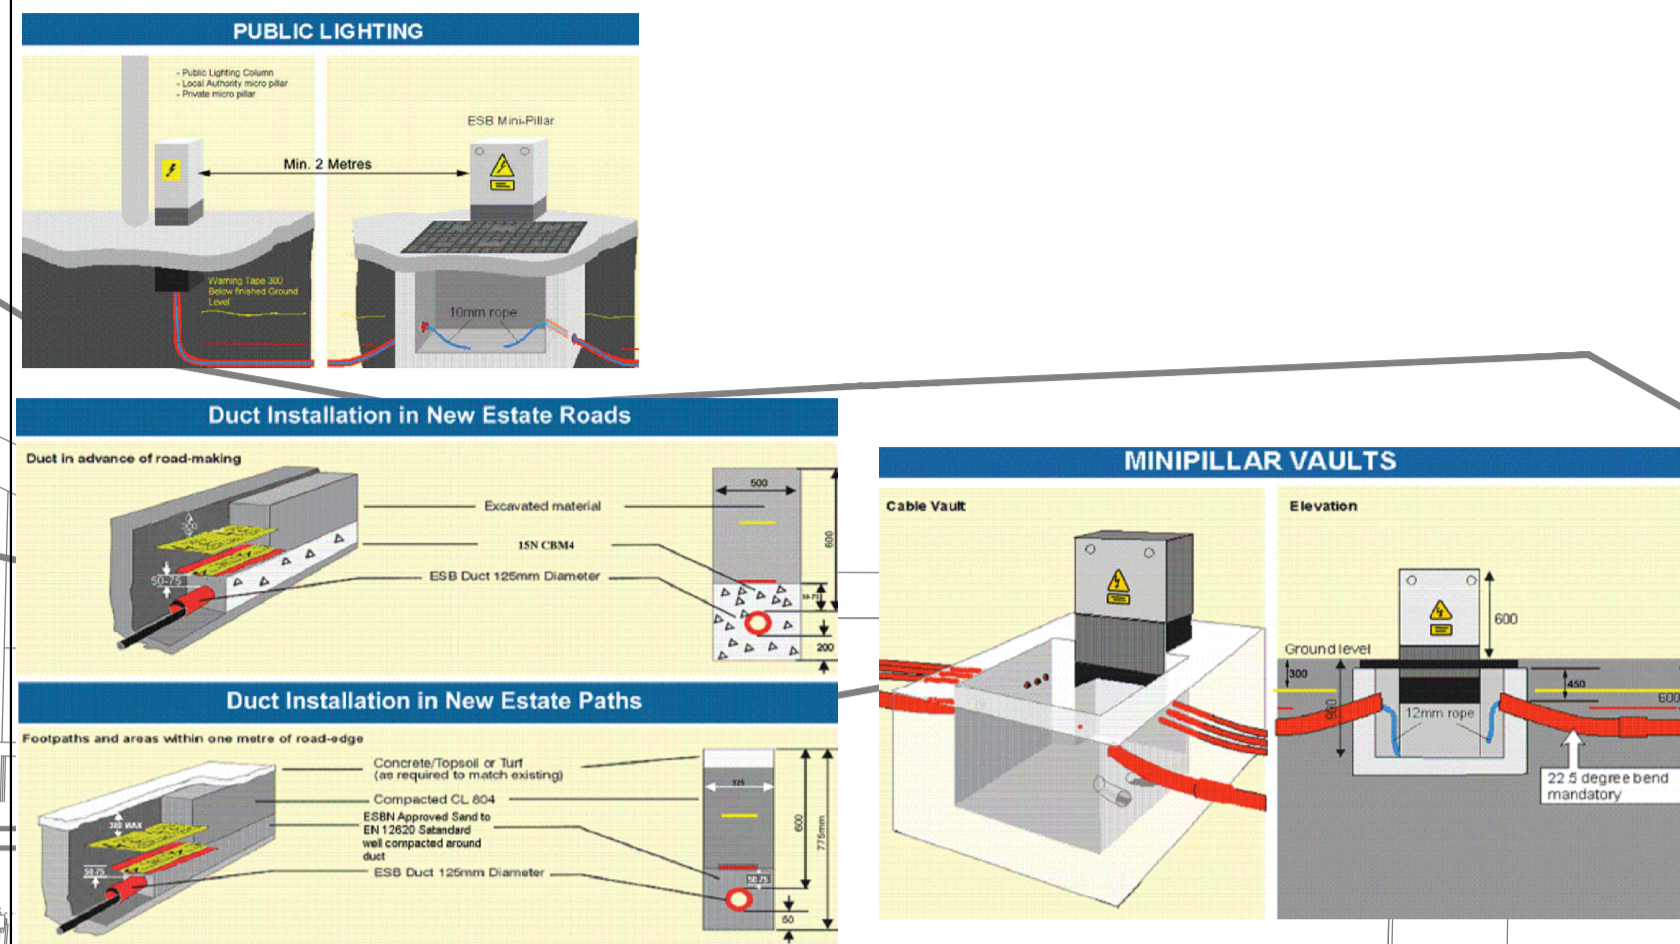 PUBLIC LIGHTING
- Public Lighting Column
- Local Authority micro pillar
- Private micro pillar
ESB Mini-Pillar
Min. 2 Metres
Warning Tape 300
Below finished Ground
Level
10mm rope
Duct Installation in New Estate Roads
Duct in advance of road-making
500
Excavated material
600
15N CBM4
50-75
ESB Duct 125mm Diameter
50-75
200
Duct Installation in New Estate Paths
Footpaths and areas within one metre of road-edge
Concrete/Topsoil or Turf
(as required to match existing)
325
Compacted CL 804
300 MAX
ESBN Approved Sand to
EN 12620 Satandard
well compacted around
duct
600
775mm
50-75
50-75
ESB Duct 125mm Diameter
50
MINIPILLAR VAULTS
Cable Vault
Elevation
600
Ground level
300
450
600
900
12mm rope
22.5 degree bend
mandatory